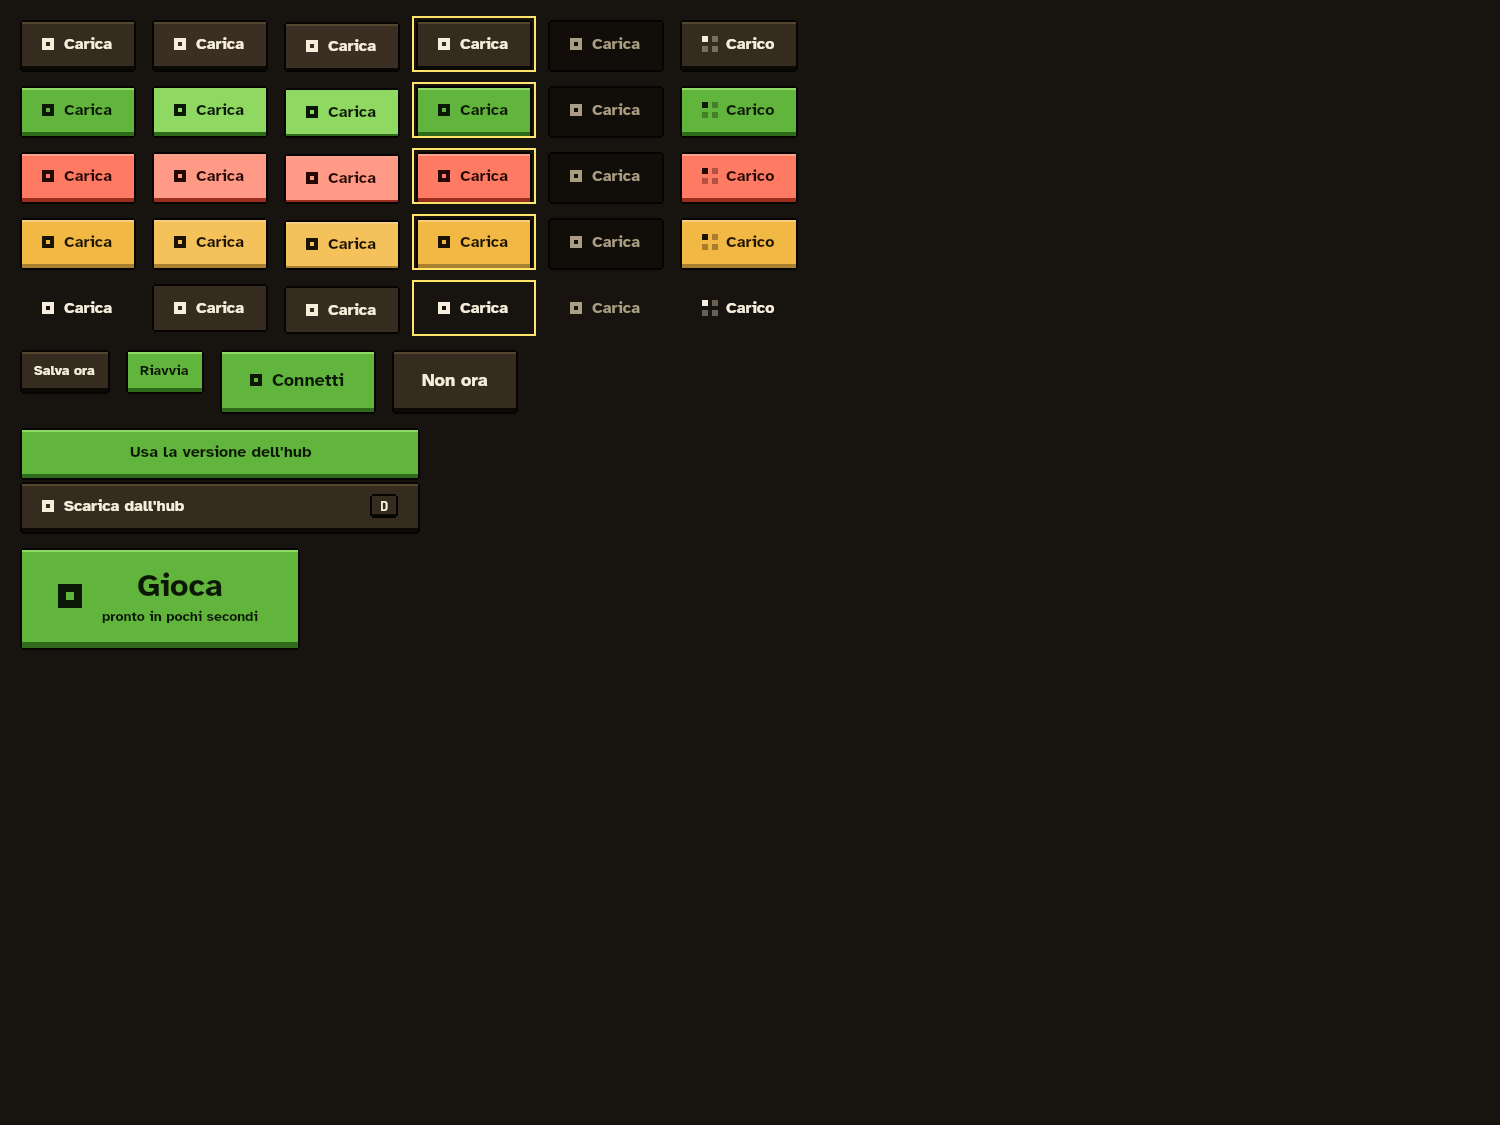 Carica Carica Carica Carica Carica Carico
Carica Carica Carica Carica Carica Carico
Carica Carica Carica Carica Carica Carico
Carica Carica Carica Carica Carica Carico
Carica Carica Carica Carica Carica Carico
Salva ora Riavvia Connetti Non ora
Usa la versione dell'hub
Scarica dall'hub D
Gioca
pronto in pochi secondi